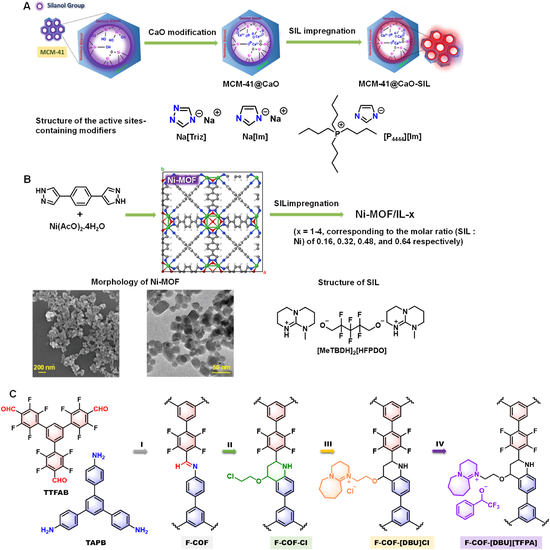 A
Silanol Group
MCM-41
CaO modification
SIL impregnation
MCM-41@CaO
MCM-41@CaO-SIL
Structure of the active sites-
containing modifiers
Na[Triz]
Na[Im]
[P4444][Im]
B
Ni(AcO)2.4H2O
Ni-MOF
SILimpregnation
Ni-MOF/IL-x
(x = 1-4, corresponding to the molar ratio (SIL :
Ni) of 0.16, 0.32, 0.48, and 0.64 respectively)
Morphology of Ni-MOF
Structure of SIL
200 nm
50 nm
[MeTBDH]2[HFPDO]
C
TTFAB
TAPB
I
II
III
IV
F-COF
F-COF-Cl
F-COF-[DBU]Cl
F-COF-[DBU][TFPA]